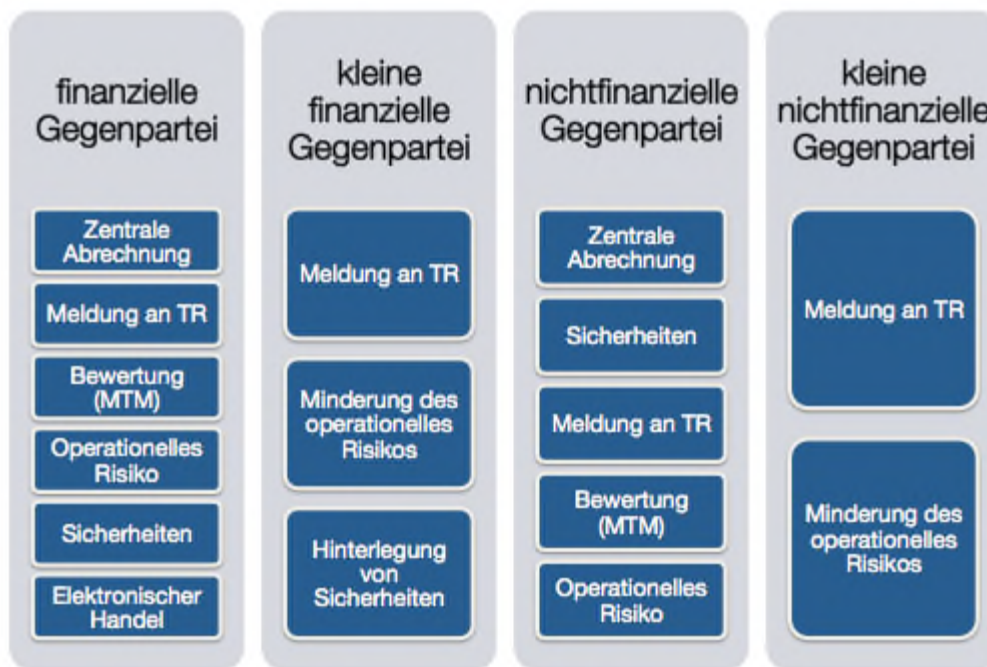 finanzielle
Gegenpartei
Zentrale
Abrechnung
Meldung an TR
Bewertung
(MTM)
Operationelles
Risiko
Sicherheiten
Elektronischer
Handel
kleine
finanzielle
Gegenpartei
Meldung an TR
Minderung des
operationelles
Risikos
Hinterlegung
von
Sicherheiten
nichtfinanzielle
Gegenpartei
Zentrale
Abrechnung
Sicherheiten
Meldung an TR
Bewertung
(MTM)
Operationelles
Risiko
kleine
nichtfinanzielle
Gegenpartei
Meldung an TR
Minderung des
operationelles
Risikos